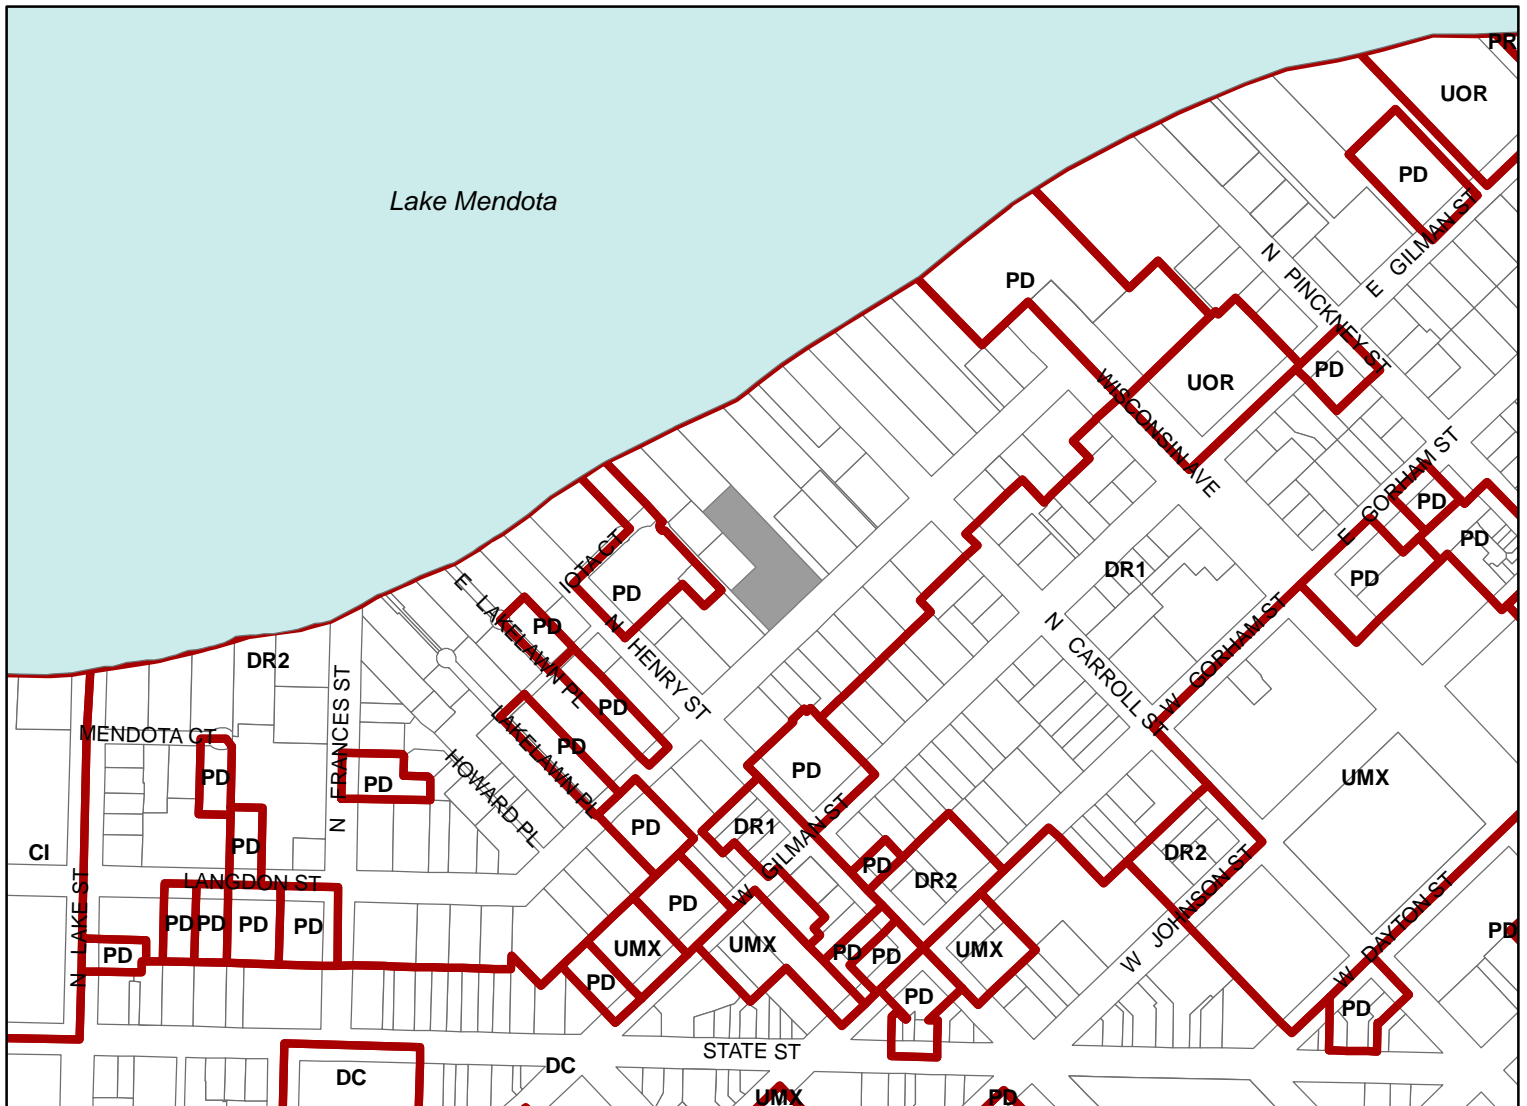 PR
UOR
PD
Lake Mendota
E GILMAN ST
N PINCKNEY ST
PD
PD
UOR
WISCONSIN AVE
E GORHAM ST
PD
PD
PD
IOTA CT
PD
DR1
E LAKELAWN PL
PD
N HENRY ST
N CARROLL ST
W GORHAM ST
DR2
N FRANCES ST
PD
LAKELAWN PL
PD
MENDOTA CT
PD
PD
HOWARD PL
PD
UMX
PD
DR1
W GILMAN ST
DR2
W JOHNSON ST
CI
PD
PD
DR2
LANGDON ST
N LAKE ST
PD
PD
PD
PD
PD
W DAYTON ST
PD
UMX
UMX
PD
PD
UMX
PD
PD
PD
PD
STATE ST
DC
DC
UMX
PD